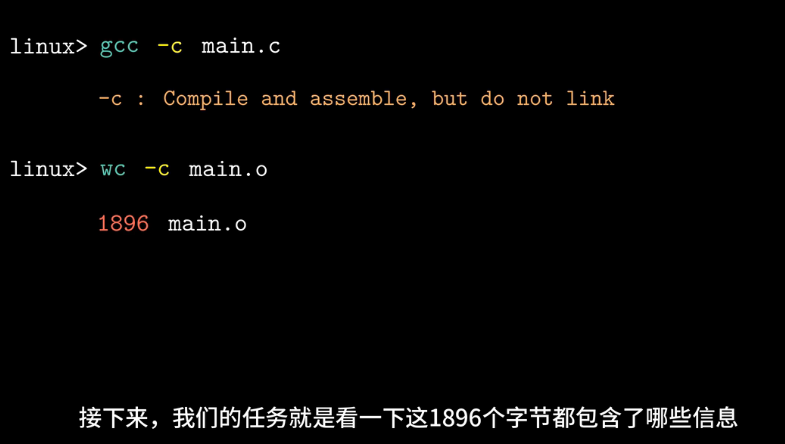 linux> gcc -c main.c
-c : Compile and assemble, but do not link
linux> wc -c main.o
1896 main.o
接下来，我们的任务就是看一下这1896个字节都包含了哪些信息